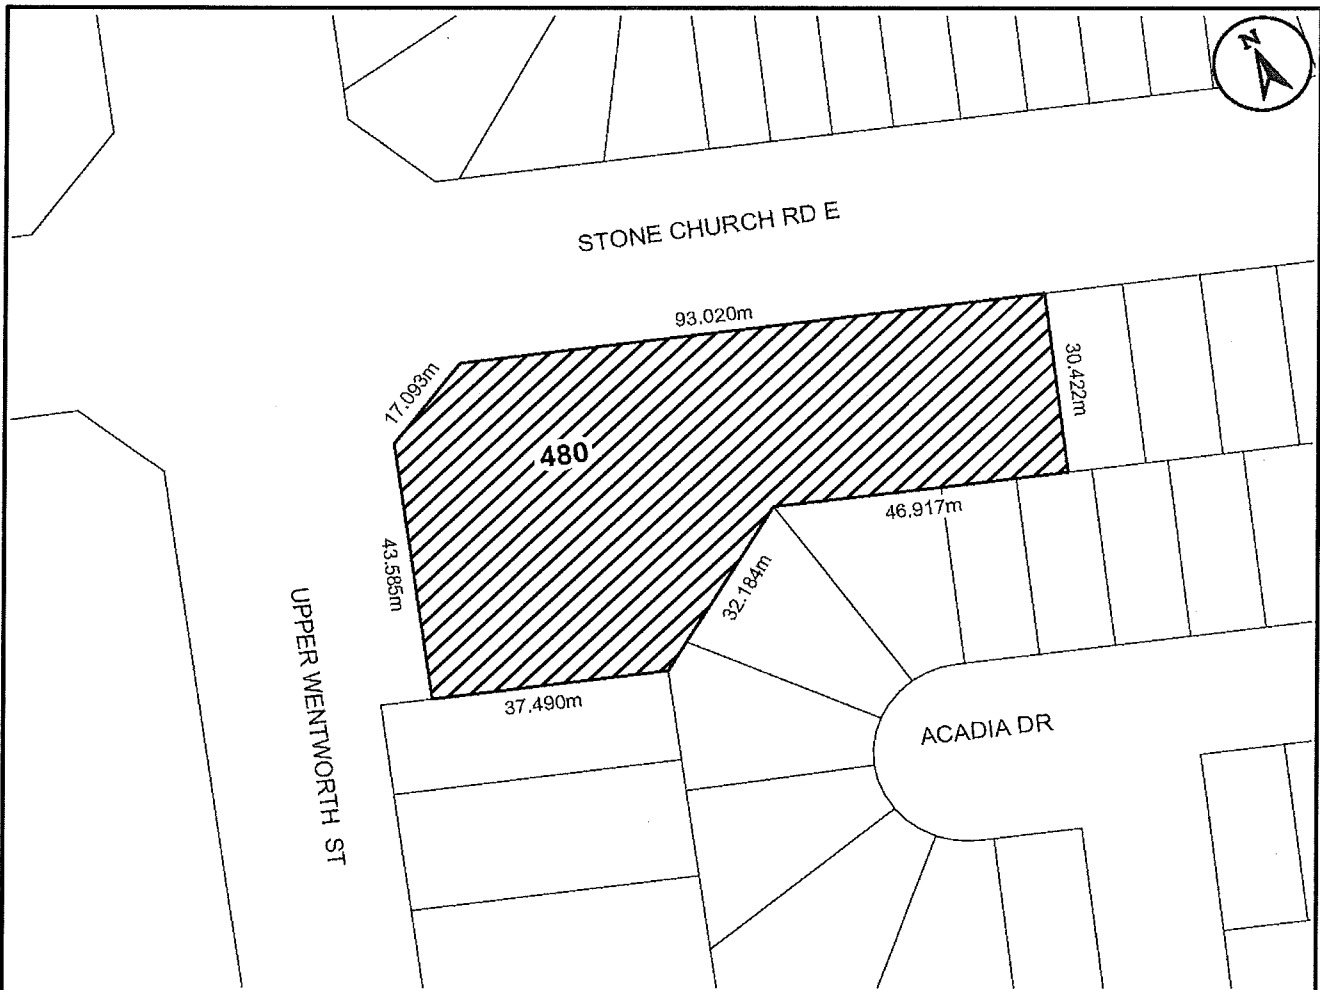 N
STONE CHURCH RD E
93.020m
17.093m
30.422m
480
46.917m
43.585m
32.184m
37.490m
UPPER WENTWORTH ST
ACADIA DR